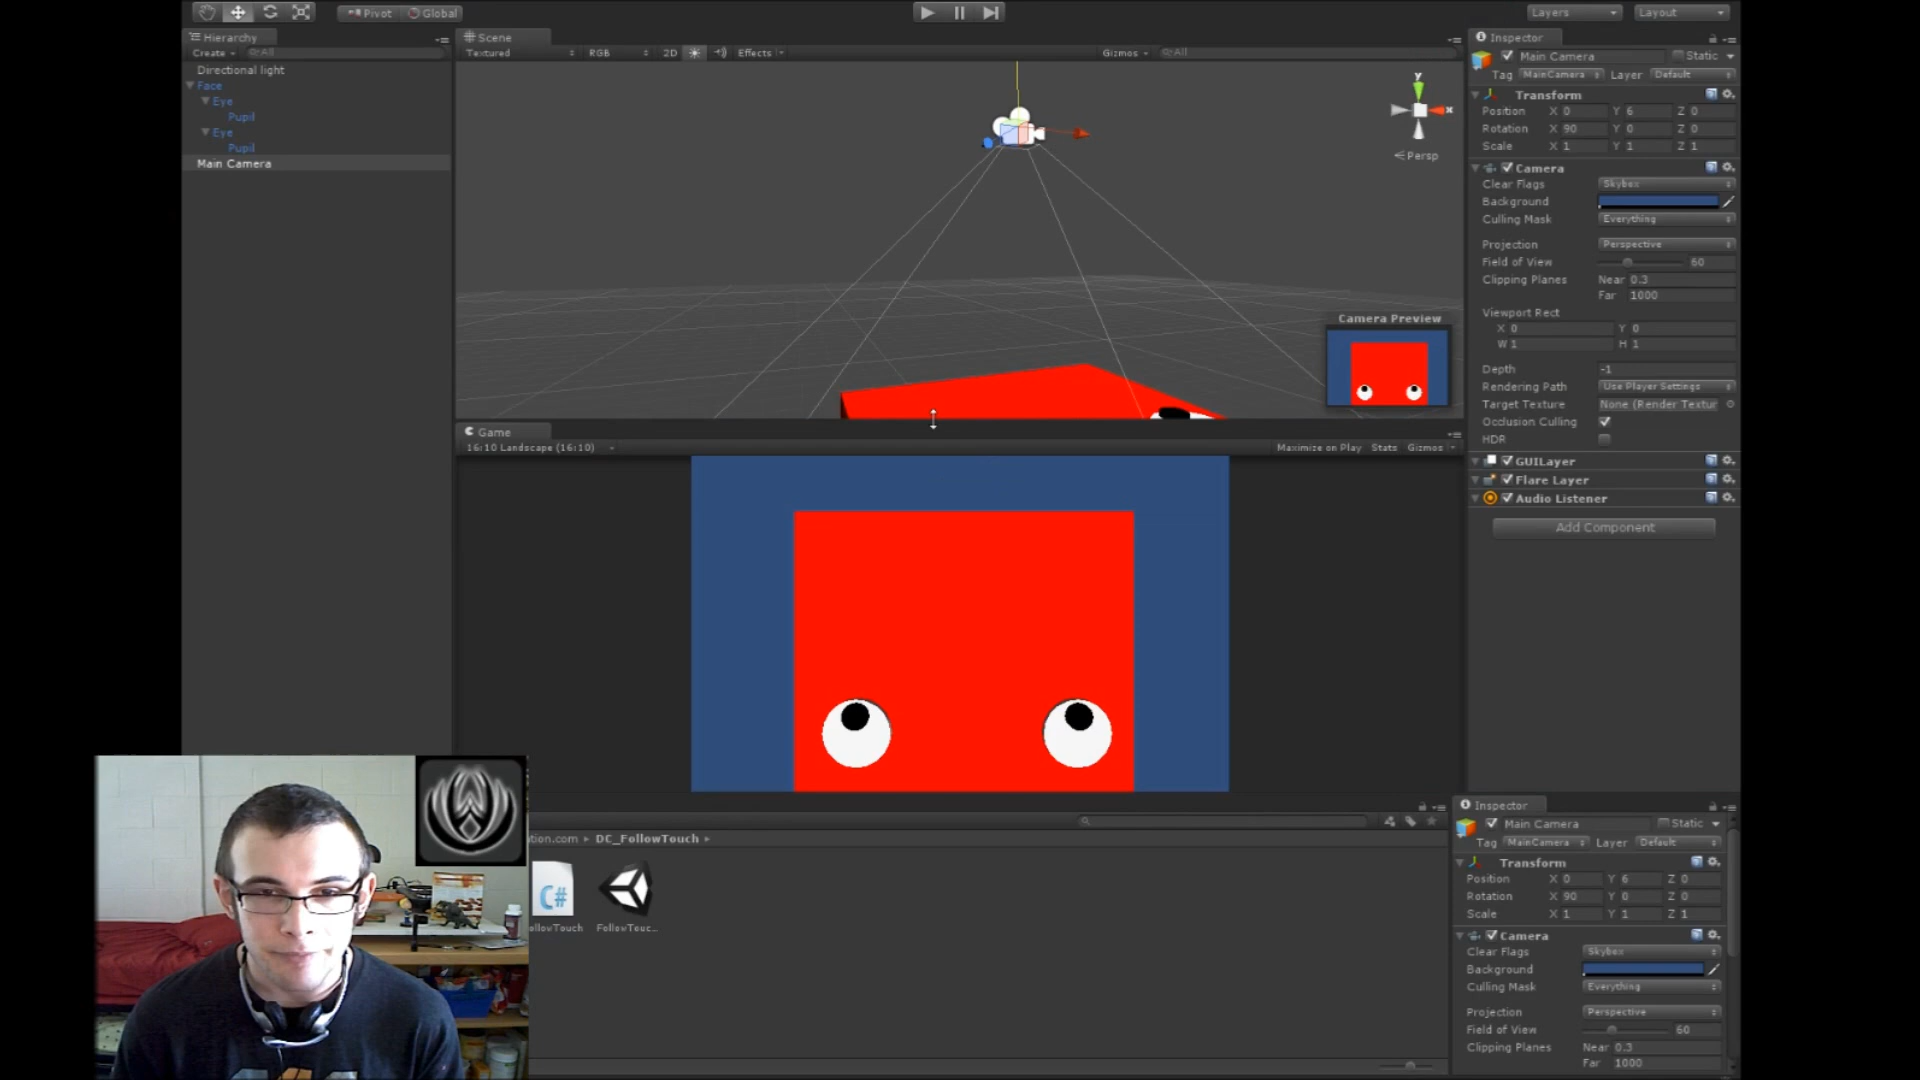 Pivot Global
Layers Layout
Hierarchy
Create All
Directional light
Face
Eye
Pupil
Eye
Pupil
Main Camera
Scene
Textured RGB 2D Effects Gizmos All
y
x
Persp
Camera Preview
Game
16:10 Landscape (16:10) Maximize on Play Stats Gizmos
Inspector
Main Camera Static
Tag MainCamera Layer Default
Transform
Position X 0 Y 6 Z 0
Rotation X 90 Y 0 Z 0
Scale X 1 Y 1 Z 1
Camera
Clear Flags Skybox
Background
Culling Mask Everything
Projection Perspective
Field of View 60
Clipping Planes Near 0.3
Far 1000
Viewport Rect
X 0 Y 0
W 1 H 1
Depth -1
Rendering Path Use Player Settings
Target Texture None (Render Textur
Occlusion Culling
HDR
GUILayer
Flare Layer
Audio Listener
Add Component
tion.com DC_FollowTouch
C#
ollowTouch FollowTouc...
Inspector
Main Camera Static
Tag MainCamera Layer Default
Transform
Position X 0 Y 6 Z 0
Rotation X 90 Y 0 Z 0
Scale X 1 Y 1 Z 1
Camera
Clear Flags Skybox
Background
Culling Mask Everything
Projection Perspective
Field of View 60
Clipping Planes Near 0.3
Far 1000